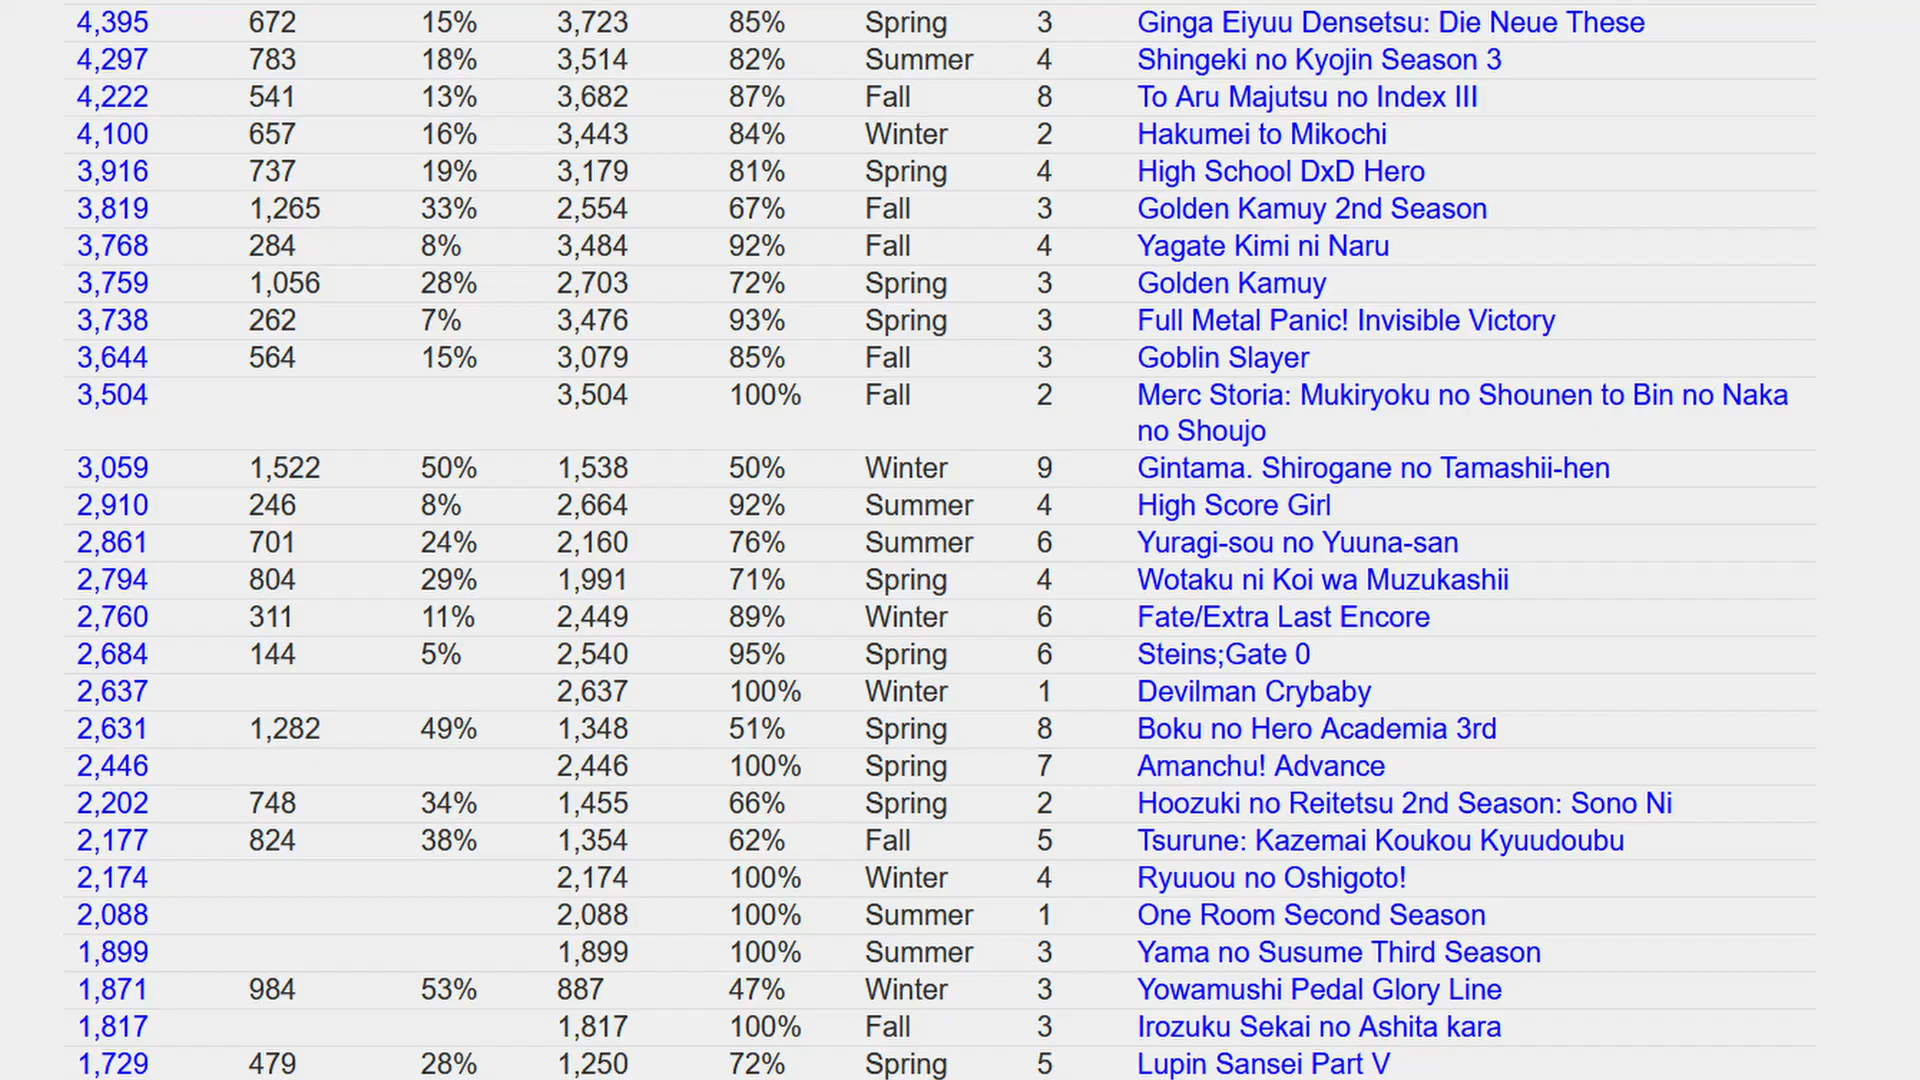 4,395 672 15% 3,723 85% Spring 3 Ginga Eiyuu Densetsu: Die Neue These
4,297 783 18% 3,514 82% Summer 4 Shingeki no Kyojin Season 3
4,222 541 13% 3,682 87% Fall 8 To Aru Majutsu no Index III
4,100 657 16% 3,443 84% Winter 2 Hakumei to Mikochi
3,916 737 19% 3,179 81% Spring 4 High School DxD Hero
3,819 1,265 33% 2,554 67% Fall 3 Golden Kamuy 2nd Season
3,768 284 8% 3,484 92% Fall 4 Yagate Kimi ni Naru
3,759 1,056 28% 2,703 72% Spring 3 Golden Kamuy
3,738 262 7% 3,476 93% Spring 3 Full Metal Panic! Invisible Victory
3,644 564 15% 3,079 85% Fall 3 Goblin Slayer
3,504 3,504 100% Fall 2 Merc Storia: Mukiryoku no Shounen to Bin no Naka
no Shoujo
3,059 1,522 50% 1,538 50% Winter 9 Gintama. Shirogane no Tamashii-hen
2,910 246 8% 2,664 92% Summer 4 High Score Girl
2,861 701 24% 2,160 76% Summer 6 Yuragi-sou no Yuuna-san
2,794 804 29% 1,991 71% Spring 4 Wotaku ni Koi wa Muzukashii
2,760 311 11% 2,449 89% Winter 6 Fate/Extra Last Encore
2,684 144 5% 2,540 95% Spring 6 Steins;Gate 0
2,637 2,637 100% Winter 1 Devilman Crybaby
2,631 1,282 49% 1,348 51% Spring 8 Boku no Hero Academia 3rd
2,446 2,446 100% Spring 7 Amanchu! Advance
2,202 748 34% 1,455 66% Spring 2 Hoozuki no Reitetsu 2nd Season: Sono Ni
2,177 824 38% 1,354 62% Fall 5 Tsurune: Kazemai Koukou Kyuudoubu
2,174 2,174 100% Winter 4 Ryuuou no Oshigoto!
2,088 2,088 100% Summer 1 One Room Second Season
1,899 1,899 100% Summer 3 Yama no Susume Third Season
1,871 984 53% 887 47% Winter 3 Yowamushi Pedal Glory Line
1,817 1,817 100% Fall 3 Irozuku Sekai no Ashita kara
1,729 479 28% 1,250 72% Spring 5 Lupin Sansei Part V